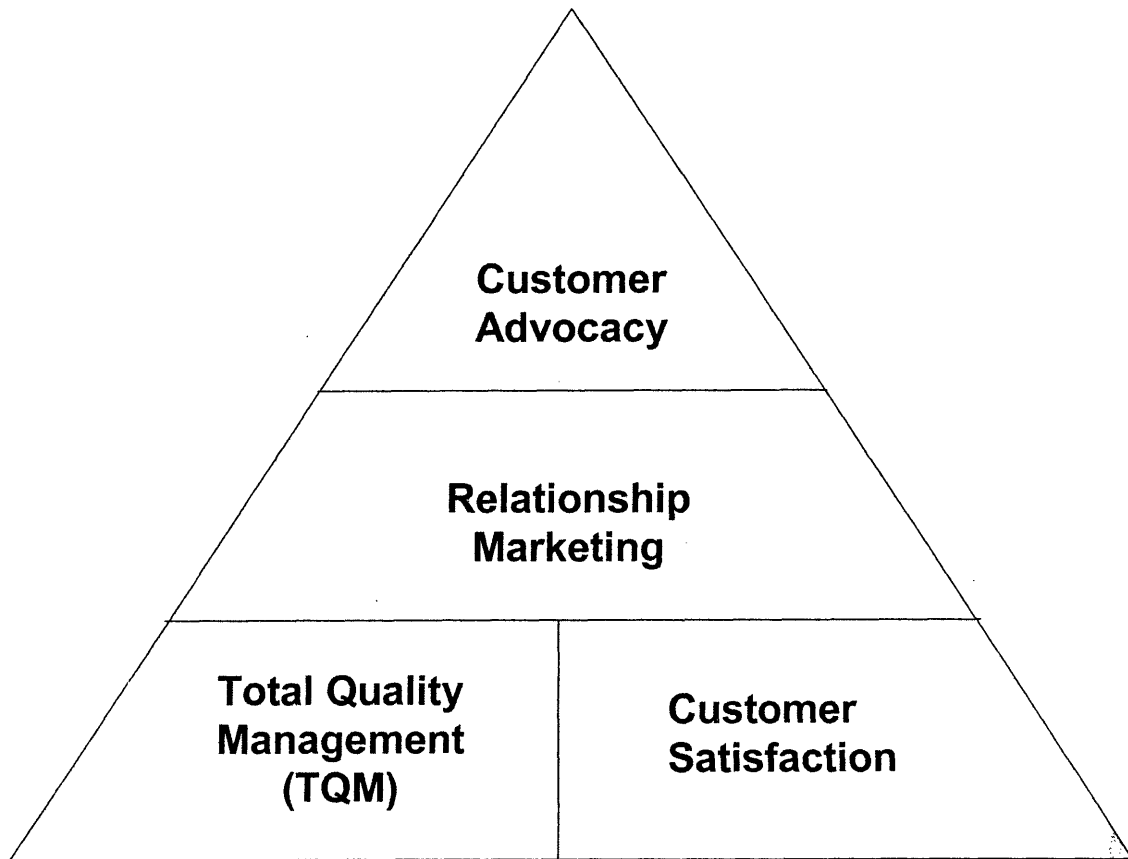 Customer
Advocacy
Relationship
Marketing
Total Quality
Management
(TQM)
Customer
Satisfaction